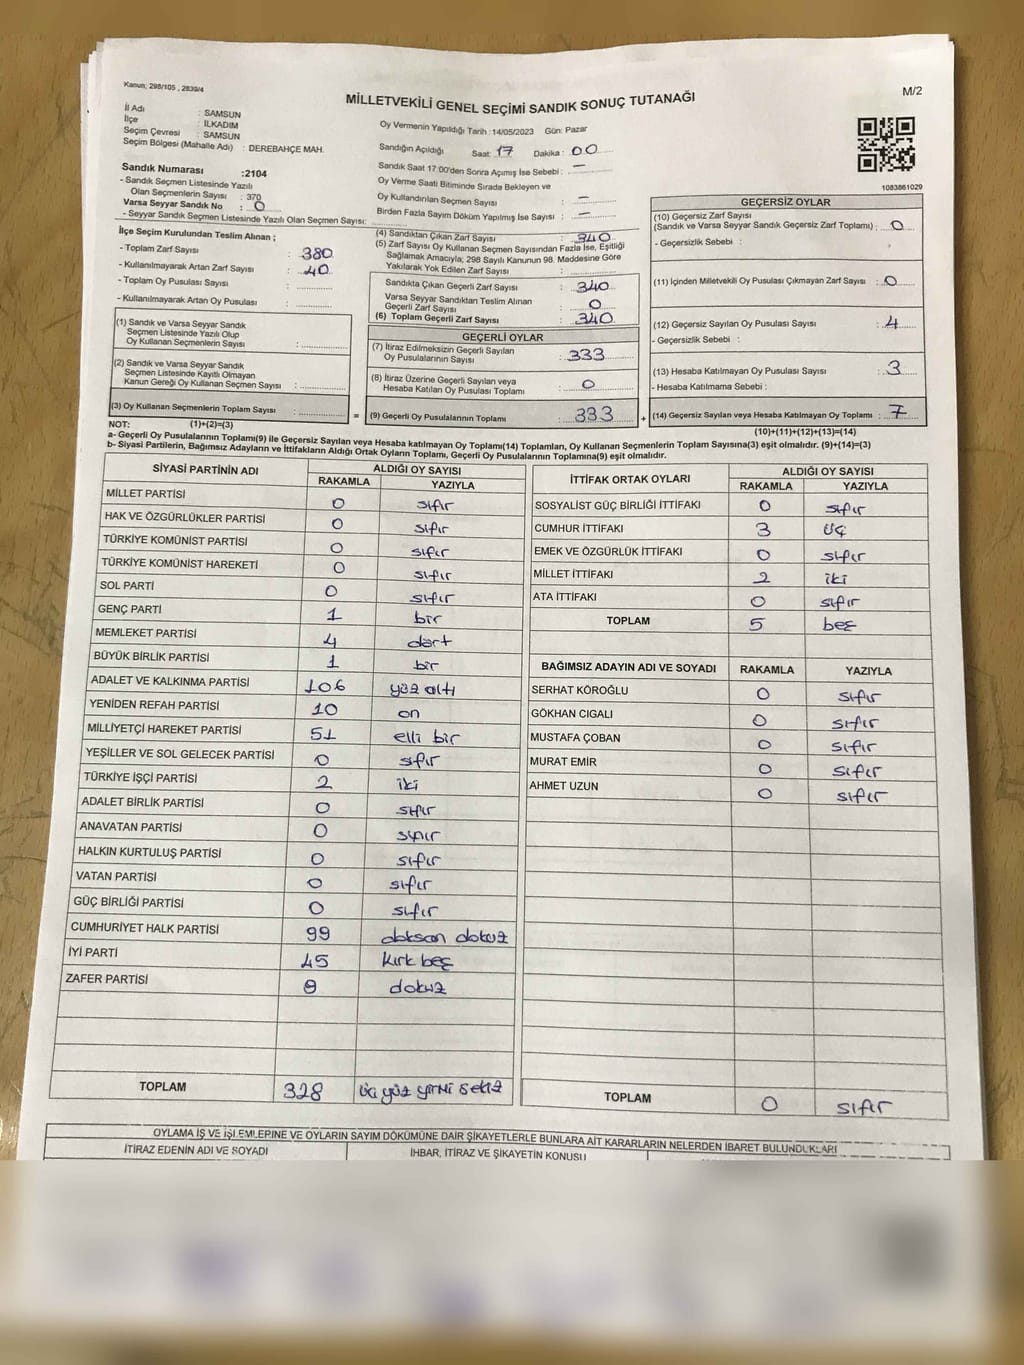 Kanun, 298/105 , 2839/4
MİLLETVEKİLİ GENEL SEÇİMİ SANDIK SONUÇ TUTANAĞI
M/2
İl Adı : SAMSUN
İlçe : İLKADIM
Seçim Çevresi : SAMSUN
Seçim Bölgesi (Mahalle Adı) : DEREBAHÇE MAH.
Sandık Numarası :2104
- Sandık Seçmen Listesinde Yazılı
Olan Seçmenlerin Sayısı : 370
Varsa Seyyar Sandık No : 0
- Seyyar Sandık Seçmen Listesinde Yazılı Olan Seçmen Sayısı:
Oy Vermenin Yapıldığı Tarih :14/05/2023 Gün: Pazar
Sandığın Açıldığı Saat: 17 Dakika : 00
Sandık Saat 17:00'den Sonra Açımış İse Sebebi : -
Oy Verme Saati Bitiminde Sırada Bekleyen ve
Oy Kullandırılan Seçmen Sayısı : -
Birden Fazla Sayım Döküm Yapılmış İse Sayısı : -
1083861029
İlçe Seçim Kurulundan Teslim Alınan ;
- Toplam Zarf Sayısı : 380
- Kullanılmayarak Artan Zarf Sayısı : 40
- Toplam Oy Pusulası Sayısı :
- Kullanılmayarak Artan Oy Pusulası :
(1) Sandık ve Varsa Seyyar Sandık
Seçmen Listesinde Yazılı Olup
Oy Kullanan Seçmenlerin Sayısı :
(2) Sandık ve Varsa Seyyar Sandık
Seçmen Listesinde Kayıtlı Olmayan
Kanun Gereği Oy Kullanan Seçmen Sayısı :
(3) Oy Kullanan Seçmenlerin Toplam Sayısı :
(4) Sandıktan Çıkan Zarf Sayısı : 340
(5) Zarf Sayısı Oy Kullanan Seçmen Sayısından Fazla İse, Eşitliği
Sağlamak Amacıyla; 298 Sayılı Kanunun 98. Maddesine Göre
Yakılarak Yok Edilen Zarf Sayısı :
Sandıkta Çıkan Geçerli Zarf Sayısı : 340
Varsa Seyyar Sandıktan Teslim Alınan
Geçerli Zarf Sayısı : 0
(6) Toplam Geçerli Zarf Sayısı : 340
GEÇERLİ OYLAR
(7) İtiraz Edilmeksizin Geçerli Sayılan
Oy Pusulalarının Sayısı : 333
(8) İtiraz Üzerine Geçerli Sayılan veya
Hesaba Katılan Oy Pusulası Toplamı : 0
= (9) Geçerli Oy Pusulalarının Toplamı : 333 +
GEÇERSİZ OYLAR
(10) Geçersiz Zarf Sayısı
(Sandık ve Varsa Seyyar Sandık Geçersiz Zarf Toplamı) : 0
- Geçersizlik Sebebi :
(11) İçinden Milletvekili Oy Pusulası Çıkmayan Zarf Sayısı : 0
(12) Geçersiz Sayılan Oy Pusulası Sayısı : 4
- Geçersizlik Sebebi :
(13) Hesaba Katılmayan Oy Pusulası Sayısı : 3
- Hesaba Katılmama Sebebi :
(14) Geçersiz Sayılan veya Hesaba Katılmayan Oy Toplamı : 7
NOT: (1)+(2)=(3)
(10)+(11)+(12)+(13)=(14)
a- Geçerli Oy Pusulalarının Toplamı(9) ile Geçersiz Sayılan veya Hesaba katılmayan Oy Toplamı(14) Toplamları, Oy Kullanan Seçmenlerin Toplam Sayısına(3) eşit olmalıdır. (9)+(14)=(3)
b- Siyasi Partilerin, Bağımsız Adayların ve İttifakların Aldığı Ortak Oyların Toplamı, Geçerli Oy Pusulalarının Toplamına(9) eşit olmalıdır.
SİYASİ PARTİNİN ADI ALDIĞI OY SAYISI
RAKAMLA YAZIYLA
MİLLET PARTİSİ 0 sıfır
HAK VE ÖZGÜRLÜKLER PARTİSİ 0 sıfır
TÜRKİYE KOMÜNİST PARTİSİ 0 sıfır
TÜRKİYE KOMÜNİST HAREKETİ 0 sıfır
SOL PARTİ 0 sıfır
GENÇ PARTİ 1 bir
MEMLEKET PARTİSİ 4 dört
BÜYÜK BİRLİK PARTİSİ 1 bir
ADALET VE KALKINMA PARTİSİ 106 yüz altı
YENİDEN REFAH PARTİSİ 10 on
MİLLİYETÇİ HAREKET PARTİSİ 51 elli bir
YEŞİLLER VE SOL GELECEK PARTİSİ 0 sıfır
TÜRKİYE İŞÇİ PARTİSİ 2 iki
ADALET BİRLİK PARTİSİ 0 sıfır
ANAVATAN PARTİSİ 0 sıfır
HALKIN KURTULUŞ PARTİSİ 0 sıfır
VATAN PARTİSİ 0 sıfır
GÜÇ BİRLİĞİ PARTİSİ 0 sıfır
CUMHURİYET HALK PARTİSİ 99 doksan dokuz
İYİ PARTİ 45 kırk beş
ZAFER PARTİSİ 9 dokuz
TOPLAM 328 üç yüz yirmi sekiz
İTTİFAK ORTAK OYLARI ALDIĞI OY SAYISI
RAKAMLA YAZIYLA
SOSYALİST GÜÇ BİRLİĞİ İTTİFAKI 0 sıfır
CUMHUR İTTİFAKI 3 üç
EMEK VE ÖZGÜRLÜK İTTİFAKI 0 sıfır
MİLLET İTTİFAKI 2 iki
ATA İTTİFAKI 0 sıfır
TOPLAM 5 beş
BAĞIMSIZ ADAYIN ADI VE SOYADI RAKAMLA YAZIYLA
SERHAT KÖROĞLU 0 sıfır
GÖKHAN CIGALI 0 sıfır
MUSTAFA ÇOBAN 0 sıfır
MURAT EMİR 0 sıfır
AHMET UZUN 0 sıfır
TOPLAM 0 sıfır
OYLAMA İŞ VE İŞLEMLERİNE VE OYLARIN SAYIM DÖKÜMÜNE DAİR ŞİKAYETLERLE BUNLARA AİT KARARLARIN NELERDEN İBARET BULUNDUKLARI
İTİRAZ EDENİN ADI VE SOYADI İHBAR, İTİRAZ VE ŞİKAYETİN KONUSU